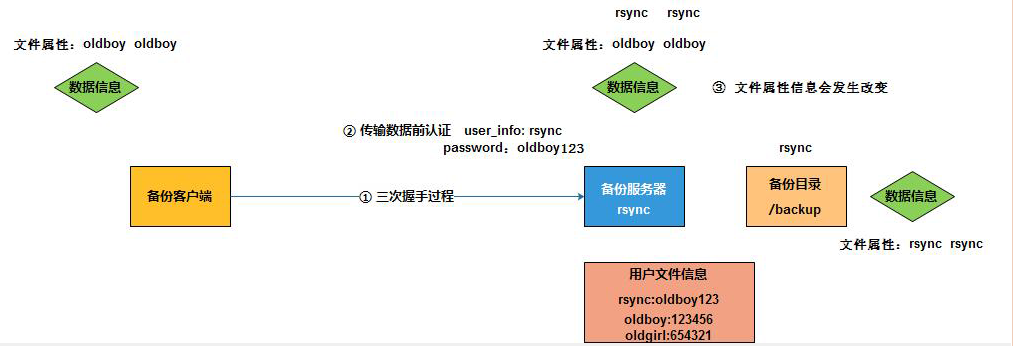 rsync rsync
文件属性：oldboy oldboy
文件属性：oldboy oldboy
数据信息
数据信息
③ 文件属性信息会发生改变
② 传输数据前认证 user_info: rsync
password：oldboy123
rsync
备份客户端
① 三次握手过程
备份服务器
rsync
备份目录
/backup
数据信息
文件属性：rsync rsync
用户文件信息
rsync:oldboy123
oldboy:123456
oldgirl:654321